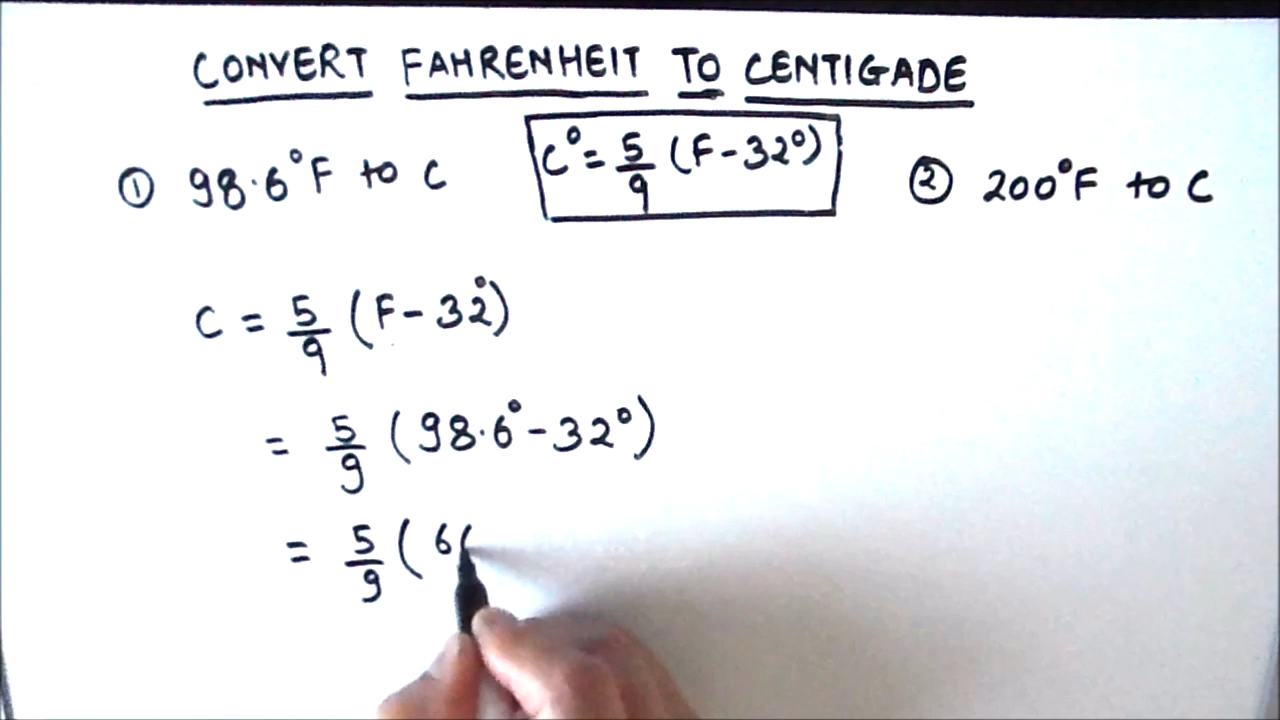 CONVERT FAHRENHEIT TO CENTIGADE
① 98.6°F to C
C° = 5/9 (F - 32°)
② 200°F to C
C = 5/9 (F - 32°)
= 5/9 (98.6° - 32°)
= 5/9 ( 6